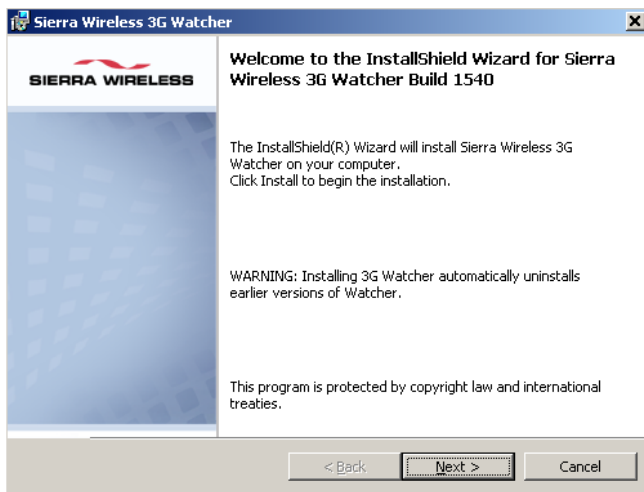 Sierra Wireless 3G Watcher
SIERRA WIRELESS
Welcome to the InstallShield Wizard for Sierra
Wireless 3G Watcher Build 1540
The InstallShield(R) Wizard will install Sierra Wireless 3G
Watcher on your computer.
Click Install to begin the installation.
WARNING: Installing 3G Watcher automatically uninstalls
earlier versions of Watcher.
This program is protected by copyright law and international
treaties.
< Back
Next >
Cancel